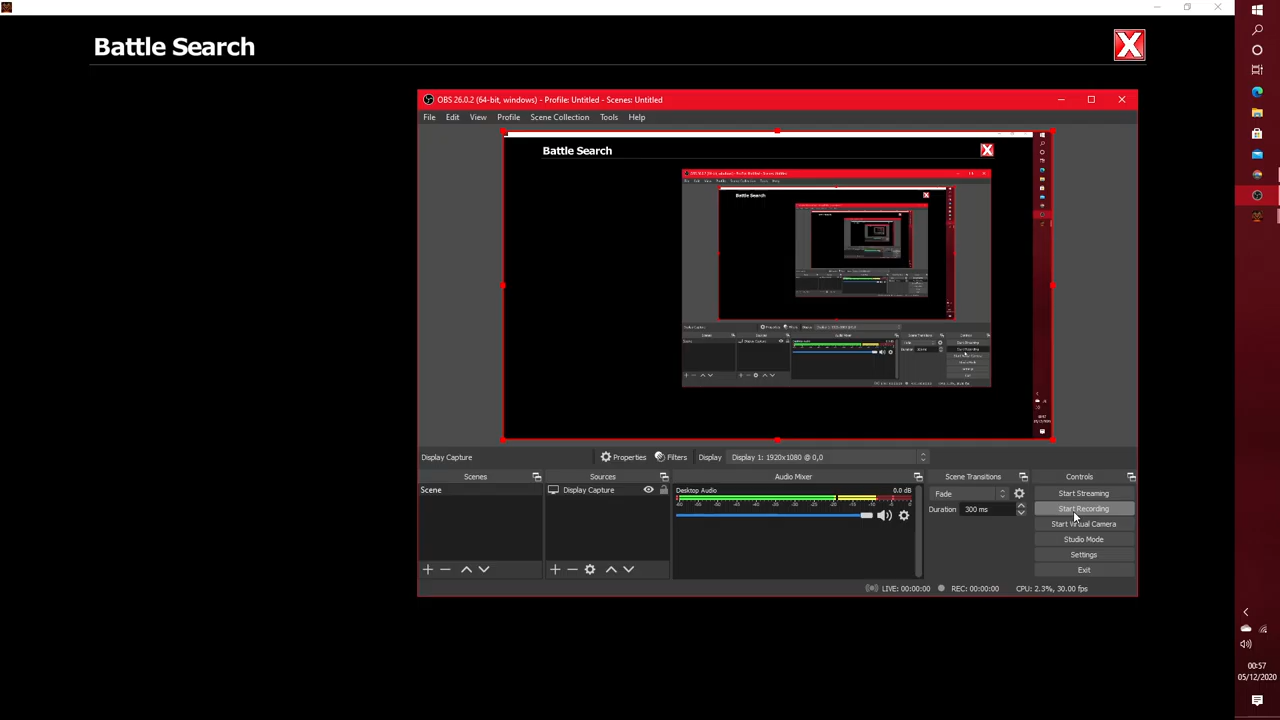 Battle Search
OBS 26.0.2 (64-bit, windows) - Profile: Untitled - Scenes: Untitled
File Edit View Profile Scene Collection Tools Help
Battle Search
Battle Search
Display Capture Properties Filters Display Display 1: 1920x1080 @ 0,0
Scenes Sources Audio Mixer Scene Transitions Controls
Scene
Display Capture
Desktop Audio 0.0 dB
Fade
Duration 300 ms
Start Streaming
Start Recording
Start Virtual Camera
Studio Mode
Settings
Exit
LIVE: 00:00:00 REC: 00:00:00 CPU: 2.3%, 30.00 fps
00:57
05/12/2020